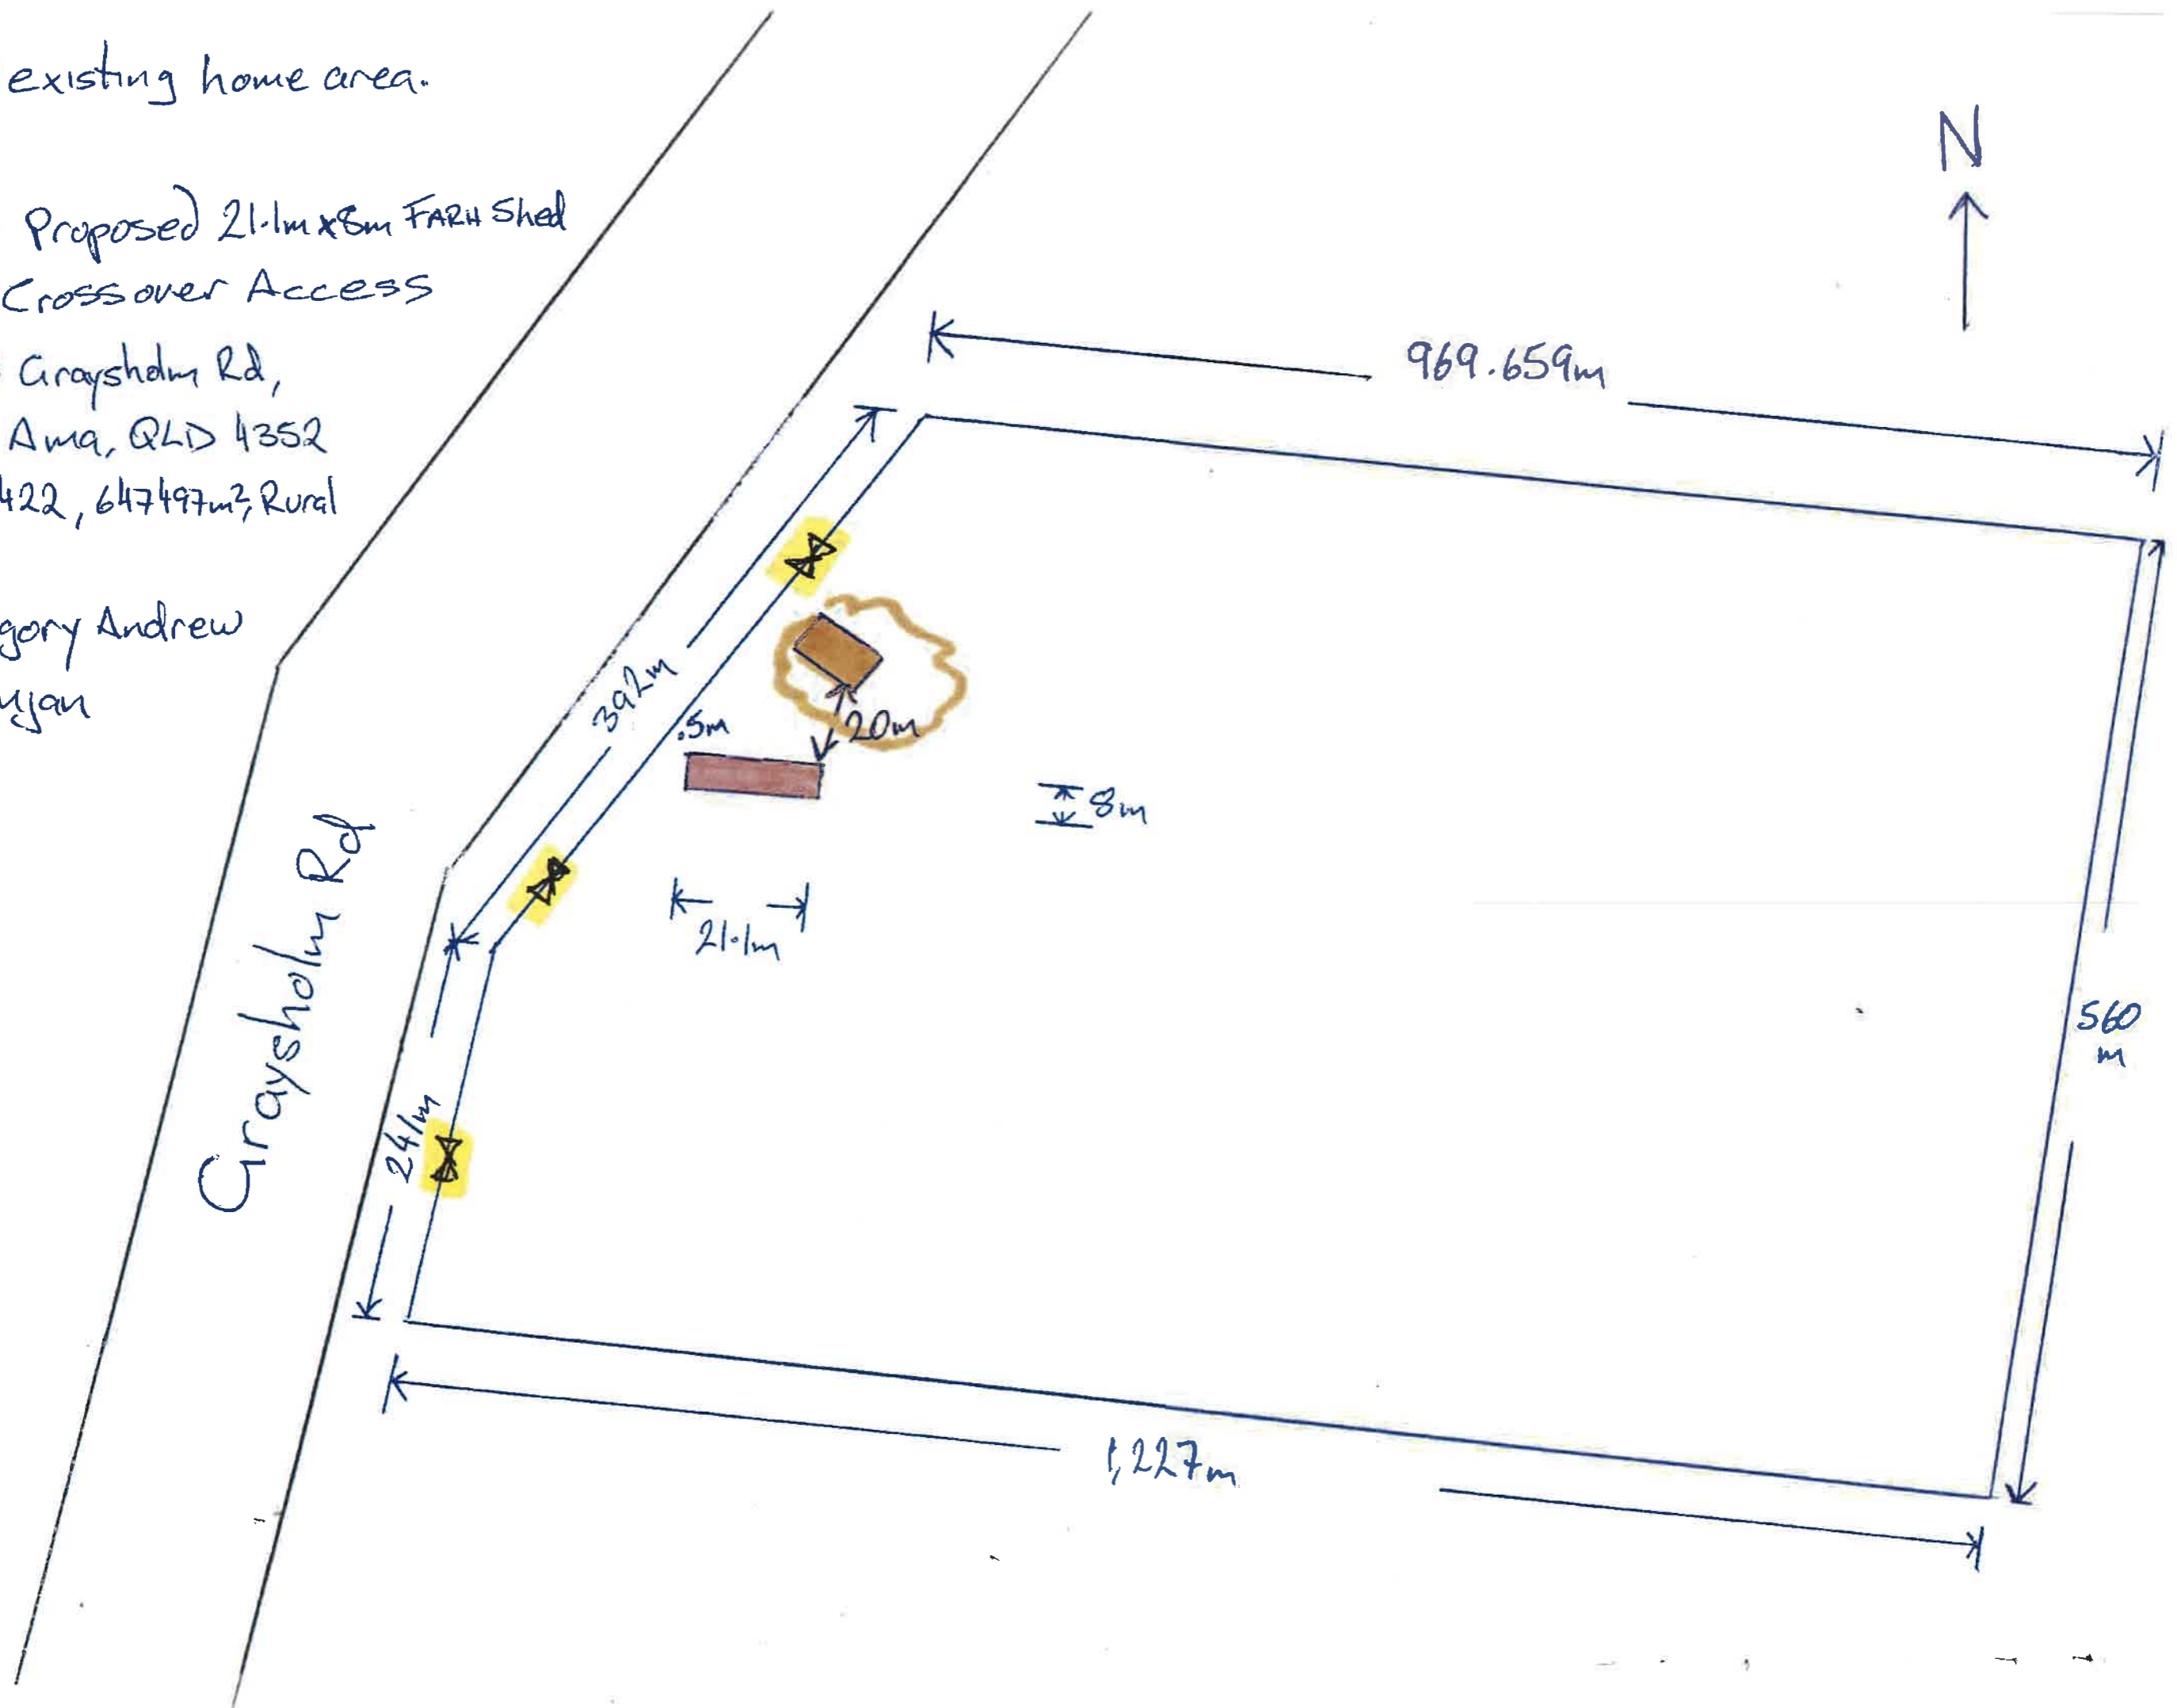 existing home area.
Proposed 21.1m x 8m FARM Shed
Crossover Access
Graysholm Rd,
Ama, QLD 4352
422, 647497m², Rural
gory Andrew
N
969.659m
392m
.5m
20m
8m
21.1m
Graysholm Rd
241m
560
m
1,227m